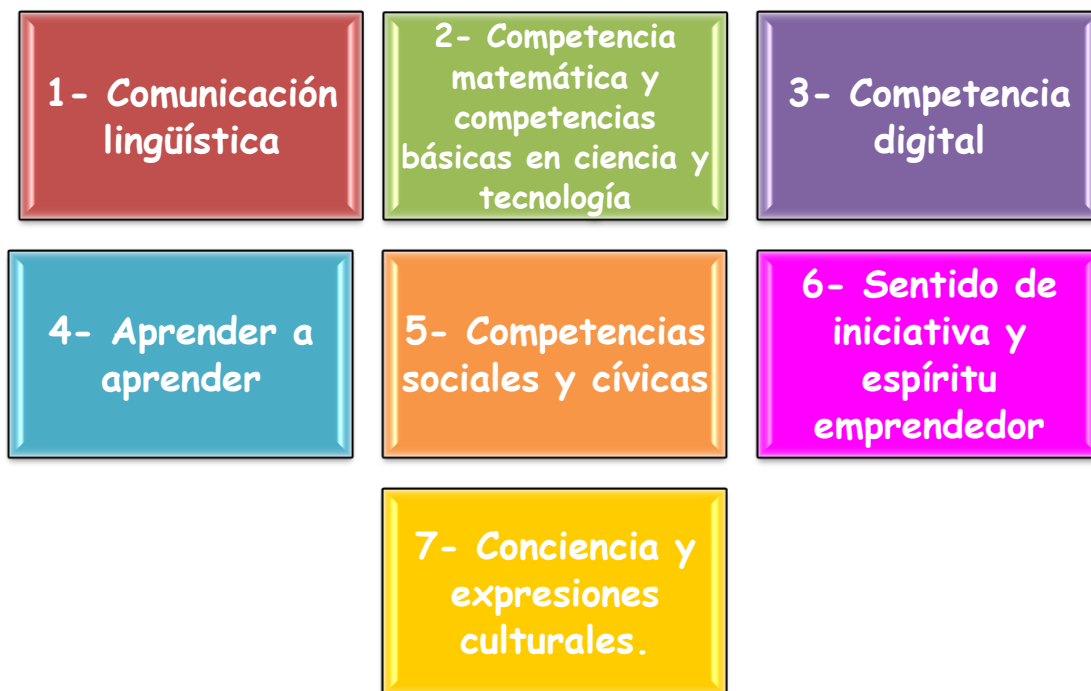 1- Comunicación
lingüística
2- Competencia
matemática y
competencias
básicas en ciencia y
tecnología
3- Competencia
digital
4- Aprender a
aprender
5- Competencias
sociales y cívicas
6- Sentido de
iniciativa y
espíritu
emprendedor
7- Conciencia y
expresiones
culturales.